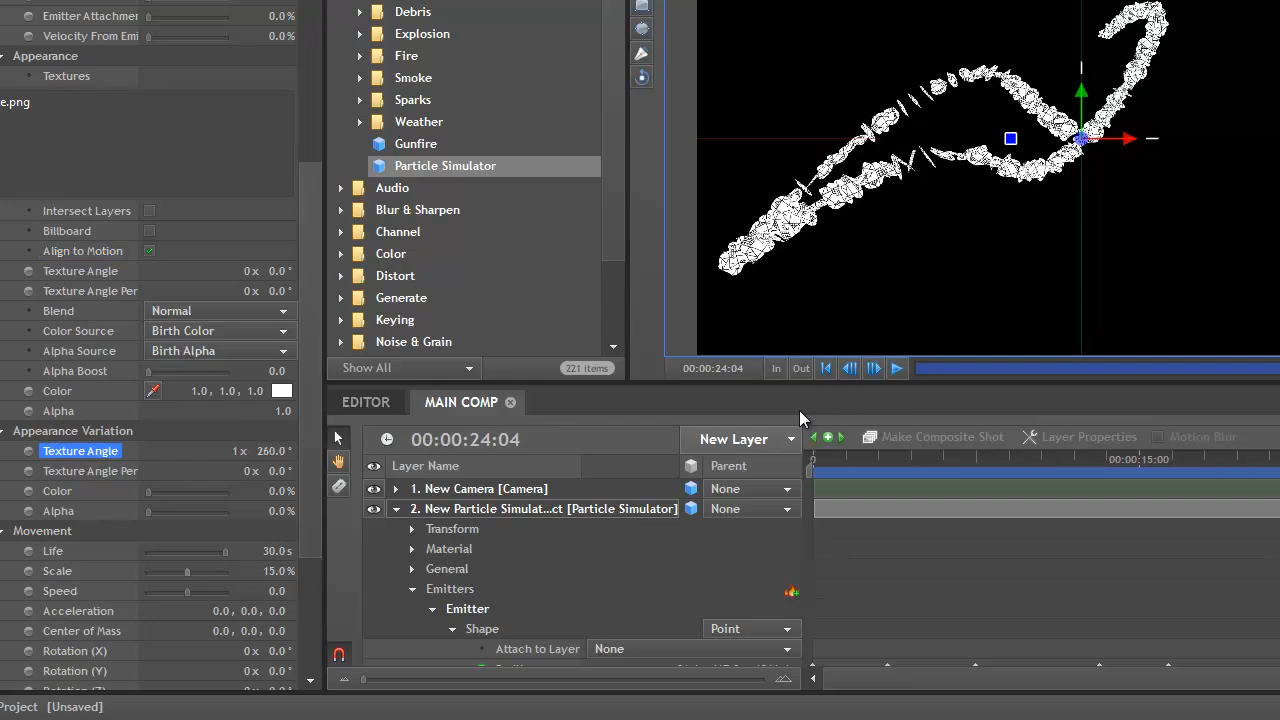 Emitter Attachmer 0.0%
Velocity From Emi 0.0%
Appearance
Textures
e.png
Intersect Layers
Billboard
Align to Motion
Texture Angle 0 x 0.0 °
Texture Angle Per 0 x 0.0 °
Blend Normal
Color Source Birth Color
Alpha Source Birth Alpha
Alpha Boost 0.0
Color 1.0, 1.0, 1.0
Alpha 1.0
Appearance Variation
Texture Angle 1 x 260.0 °
Texture Angle Per 0 x 0.0 °
Color 0.0%
Alpha 0.0%
Movement
Life 30.0 s
Scale 15.0%
Speed 0.0
Acceleration 0.0, 0.0, 0.0
Center of Mass 0.0, 0.0, 0.0
Rotation (X) 0.0 °
Rotation (Y) 0.0 °
Debris
Explosion
Fire
Smoke
Sparks
Weather
Gunfire
Particle Simulator
Audio
Blur & Sharpen
Channel
Color
Distort
Generate
Keying
Noise & Grain
Show All 221 items
00:00:24:04 In Out
EDITOR MAIN COMP
00:00:24:04 New Layer Make Composite Shot Layer Properties Motion Blur
Layer Name Parent 0 00:00:15:00
1. New Camera [Camera] None
2. New Particle Simulat...ct [Particle Simulator] None
Transform
Material
General
Emitters
Emitter
Shape Point
Attach to Layer None
Project [Unsaved]